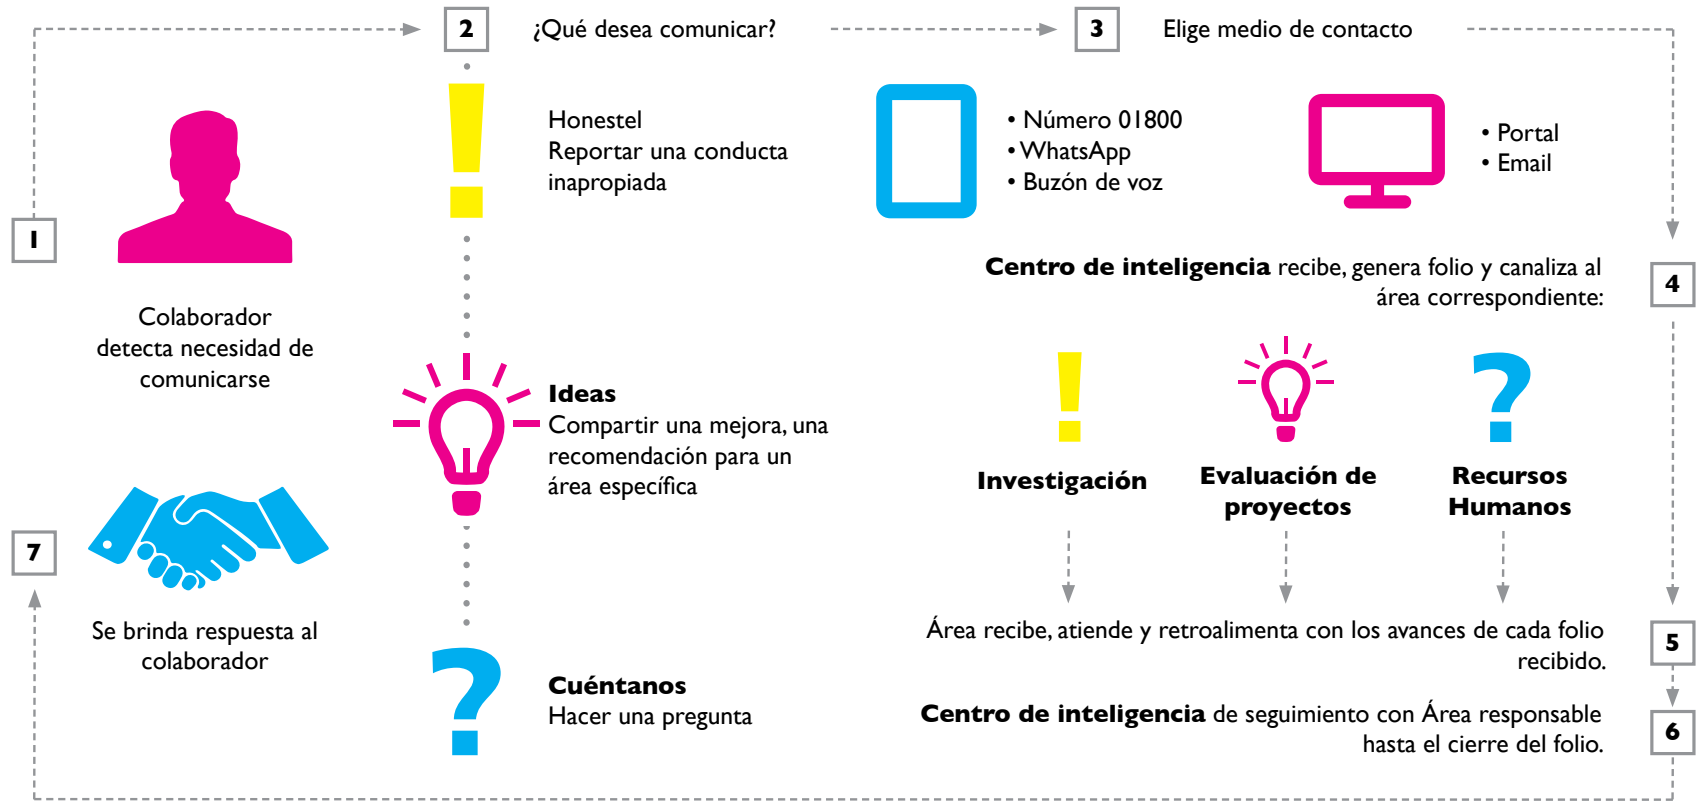 1
Colaborador
detecta necesidad de
comunicarse
2
¿Qué desea comunicar?
Honestel
Reportar una conducta
inapropiada
Ideas
Compartir una mejora, una
recomendación para un
área específica
Cuéntanos
Hacer una pregunta
3
Elige medio de contacto
• Número 01800
• WhatsApp
• Buzón de voz
• Portal
• Email
4
Centro de inteligencia recibe, genera folio y canaliza al
área correspondiente:
Investigación
Evaluación de
proyectos
Recursos
Humanos
5
Área recibe, atiende y retroalimenta con los avances de cada folio
recibido.
6
Centro de inteligencia de seguimiento con Área responsable
hasta el cierre del folio.
7
Se brinda respuesta al
colaborador